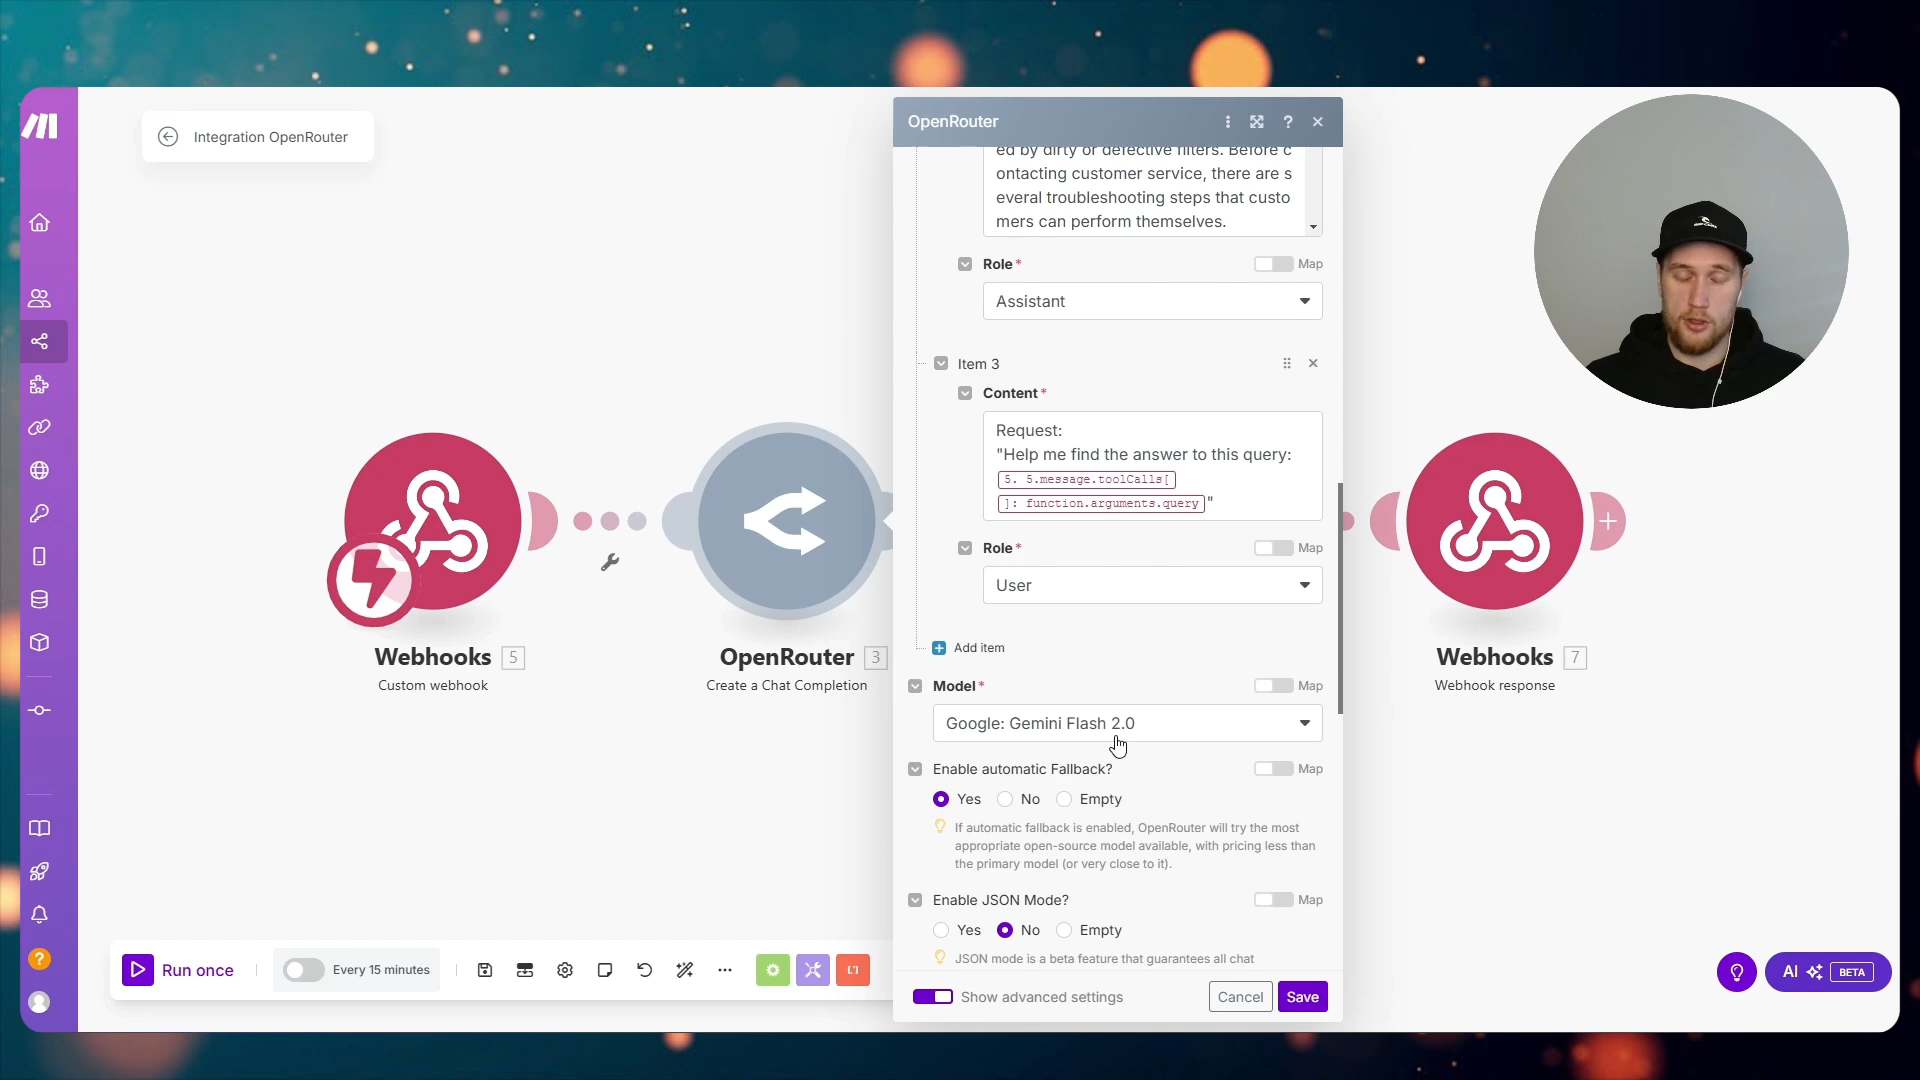 Integration OpenRouter
OpenRouter
ed by dirty or defective filters. Before c
ontacting customer service, there are s
everal troubleshooting steps that custo
mers can perform themselves.
Role*
Map
Assistant
Item 3
Content*
Request:
"Help me find the answer to this query:
5. 5.message.toolCalls[
]: function.arguments.query"
Role*
Map
User
Add item
Model*
Map
Google: Gemini Flash 2.0
Enable automatic Fallback?
Map
Yes
No
Empty
If automatic fallback is enabled, OpenRouter will try the most
appropriate open-source model available, with pricing less than
the primary model (or very close to it).
Enable JSON Mode?
Map
Yes
No
Empty
JSON mode is a beta feature that guarantees all chat
Show advanced settings
Cancel
Save
Webhooks 5
Custom webhook
OpenRouter 3
Create a Chat Completion
Webhooks 7
Webhook response
Run once
Every 15 minutes
AI
BETA